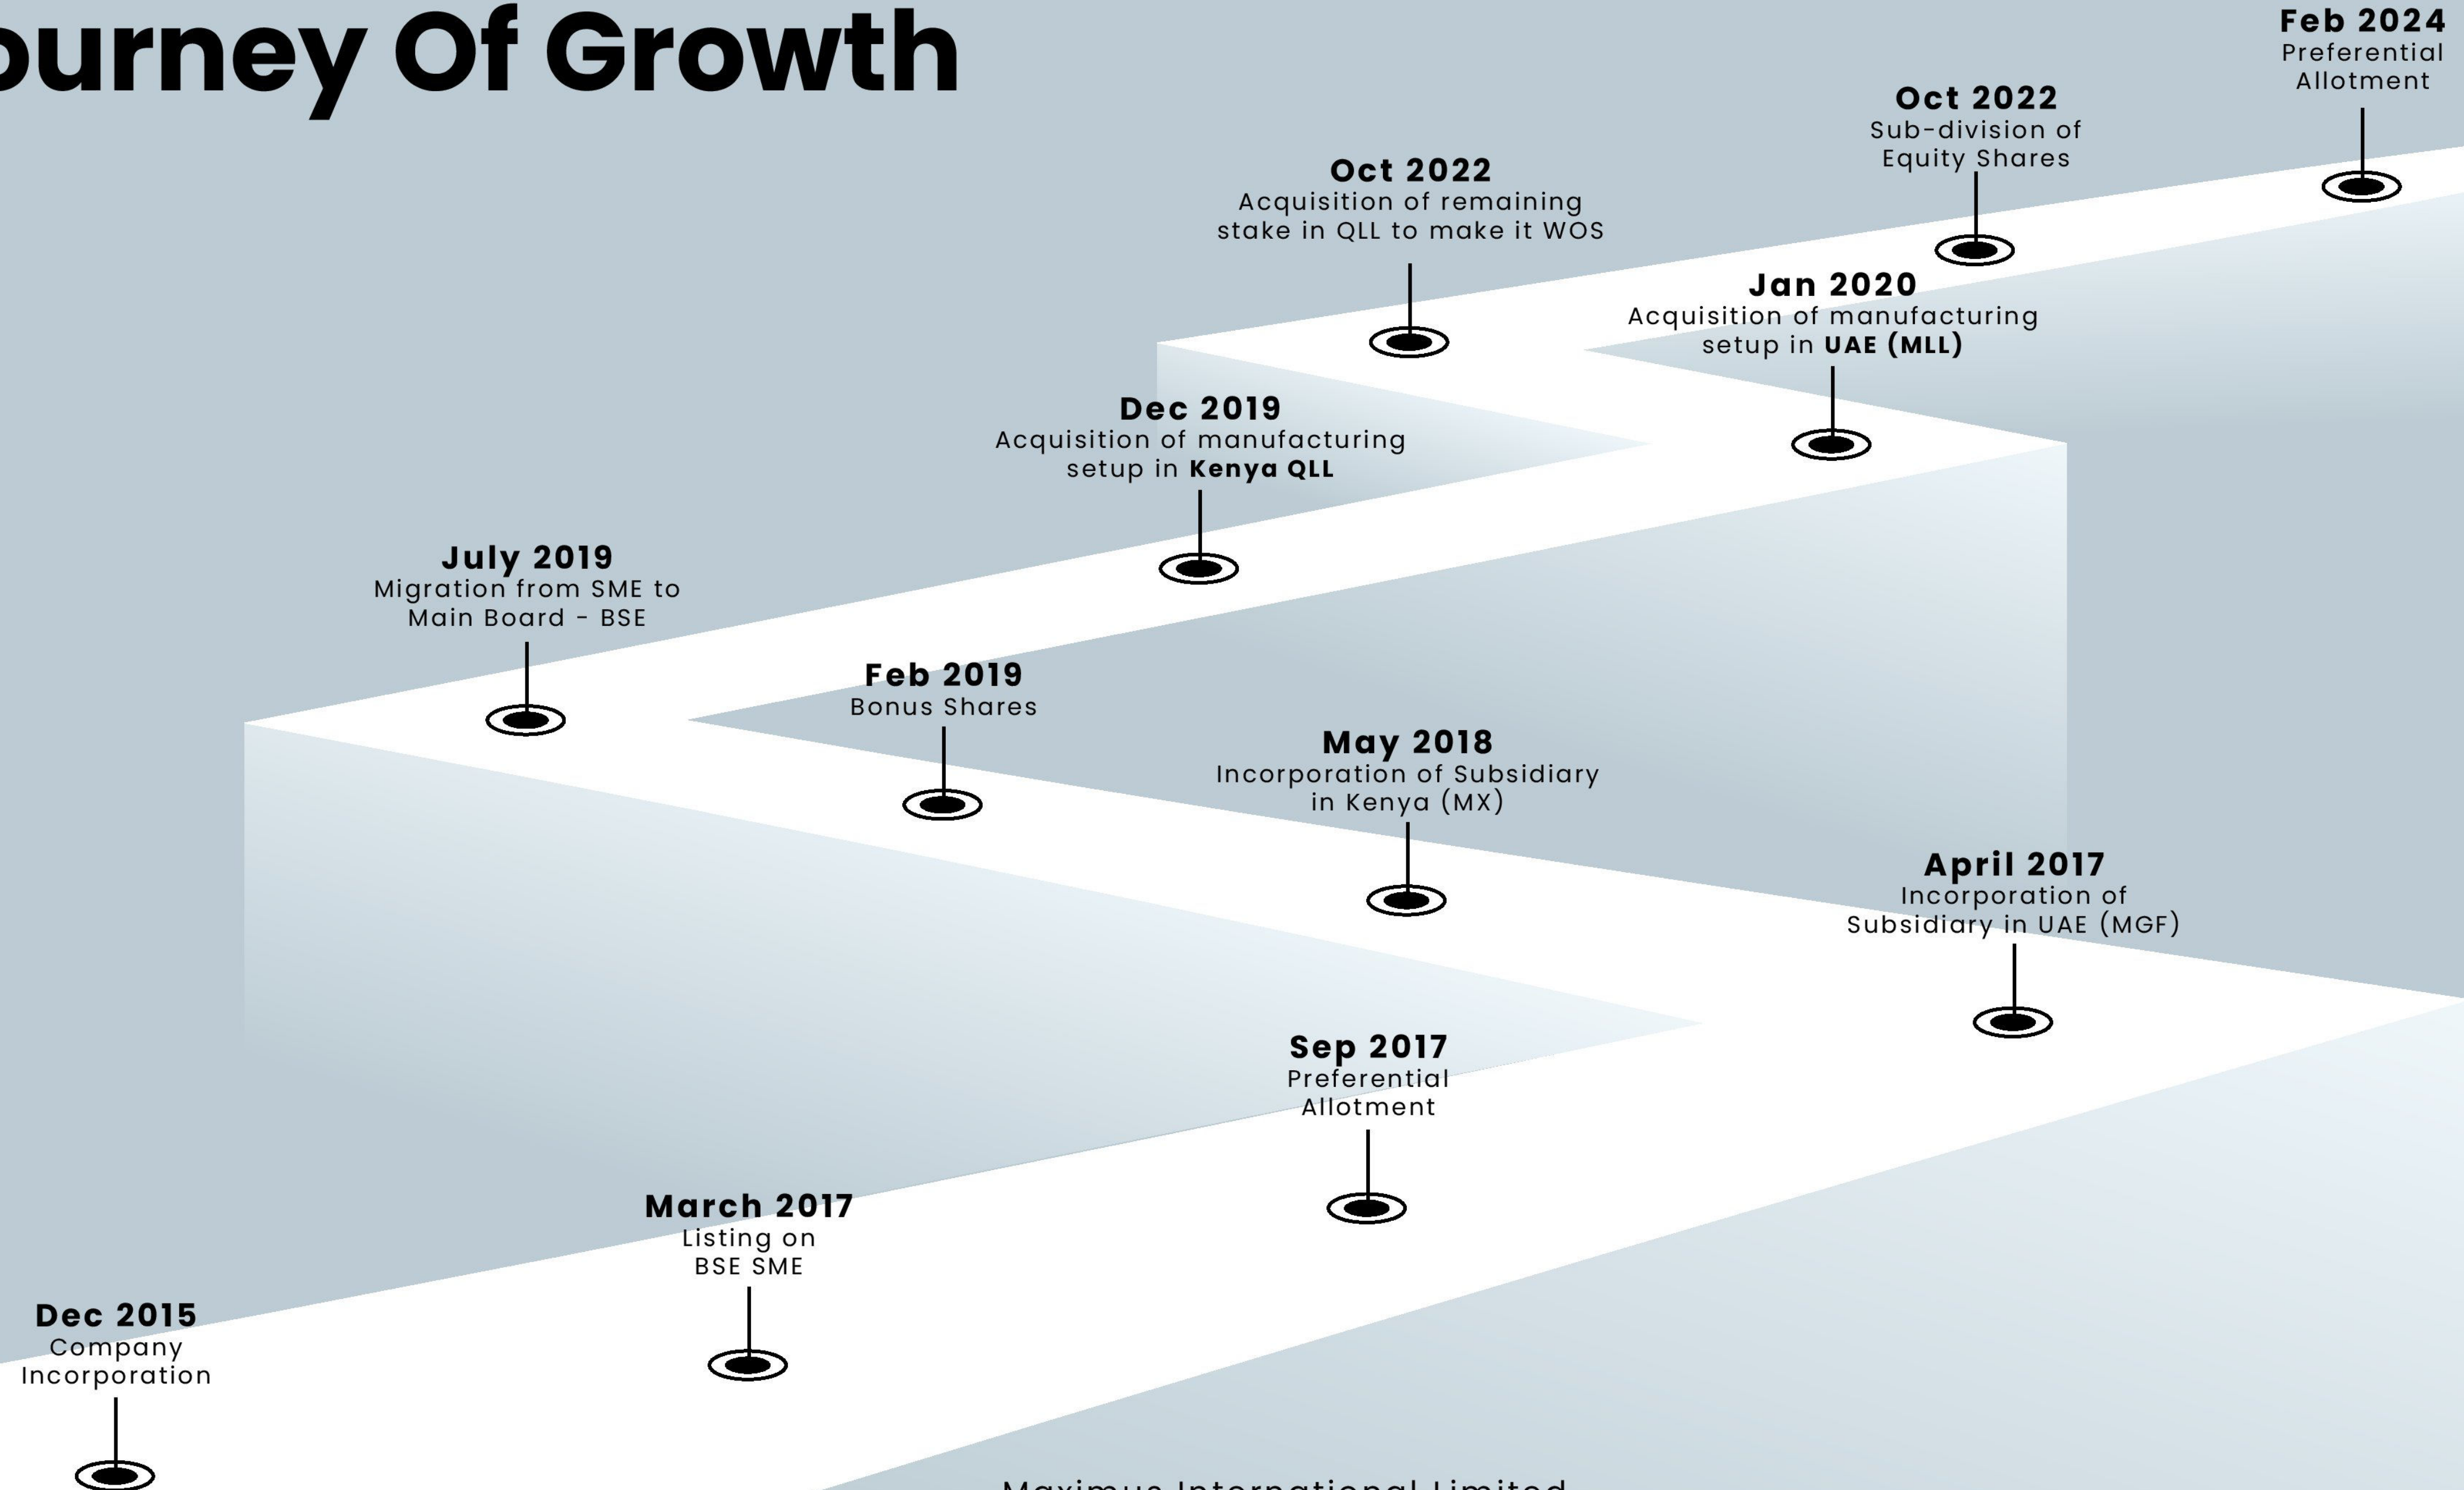 ourney Of Growth
Feb 2024
Preferential
Allotment
Oct 2022
Sub-division of
Equity Shares
Oct 2022
Acquisition of remaining
stake in QLL to make it WOS
Jan 2020
Acquisition of manufacturing
setup in UAE (MLL)
Dec 2019
Acquisition of manufacturing
setup in Kenya QLL
July 2019
Migration from SME to
Main Board - BSE
Feb 2019
Bonus Shares
May 2018
Incorporation of Subsidiary
in Kenya (MX)
April 2017
Incorporation of
Subsidiary in UAE (MGF)
Sep 2017
Preferential
Allotment
March 2017
Listing on
BSE SME
Dec 2015
Company
Incorporation
Maximus International Limited